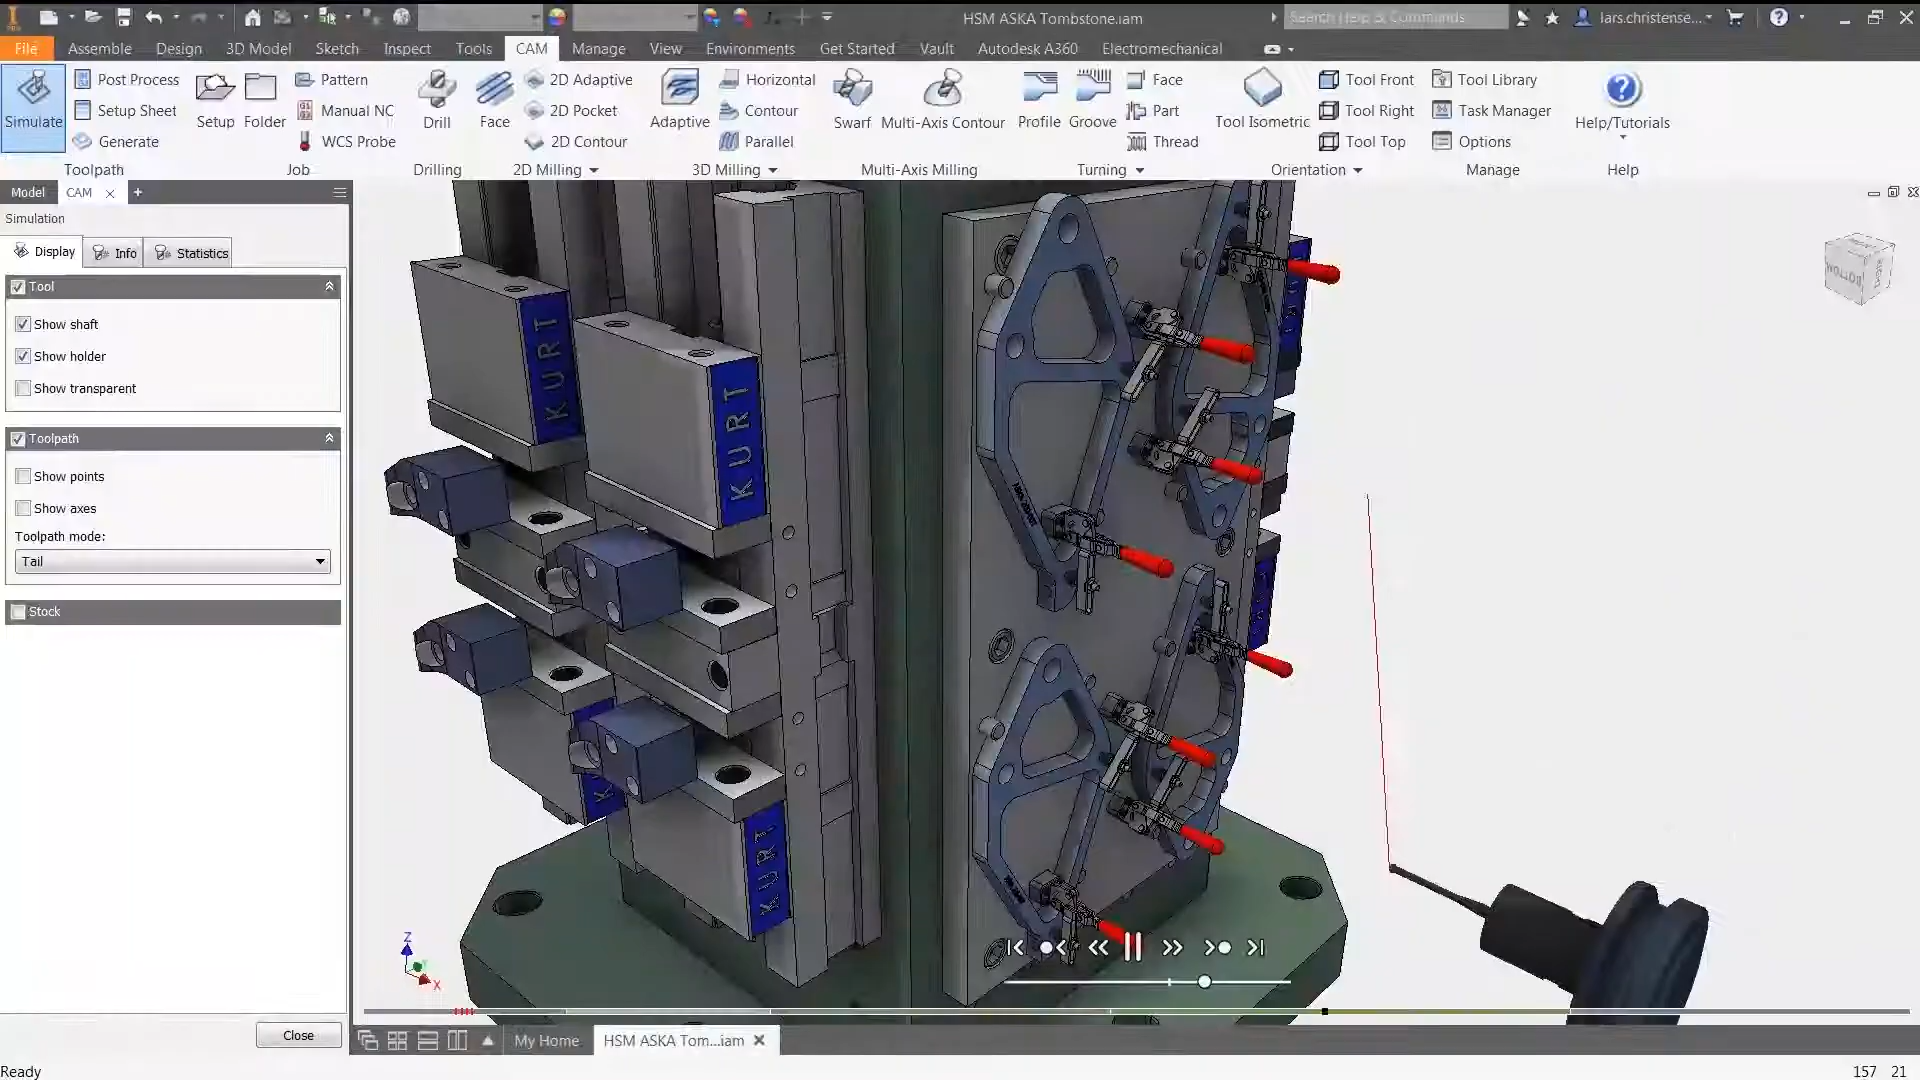 HSM ASKA Tombstone.iam
Search Help & Commands...
lars.christense...
File Assemble Design 3D Model Sketch Inspect Tools CAM Manage View Environments Get Started Vault Autodesk A360 Electromechanical
Simulate
Post Process
Setup Sheet
Generate
Toolpath
Setup
Folder
Pattern
Manual NC
WCS Probe
Job
Drill
Drilling
Face
2D Adaptive
2D Pocket
2D Contour
2D Milling
Adaptive
Horizontal
Contour
Parallel
3D Milling
Swarf
Multi-Axis Contour
Multi-Axis Milling
Profile
Groove
Face
Part
Thread
Turning
Tool Isometric
Tool Front
Tool Right
Tool Top
Orientation
Tool Library
Task Manager
Options
Manage
Help/Tutorials
Help
Model CAM
Simulation
Display Info Statistics
Tool
Show shaft
Show holder
Show transparent
Toolpath
Show points
Show axes
Toolpath mode:
Tail
Stock
Close
KURT
KURT
KURT
BOTTOM
Z
X
My Home HSM ASKA Tom...iam
Ready
157 21